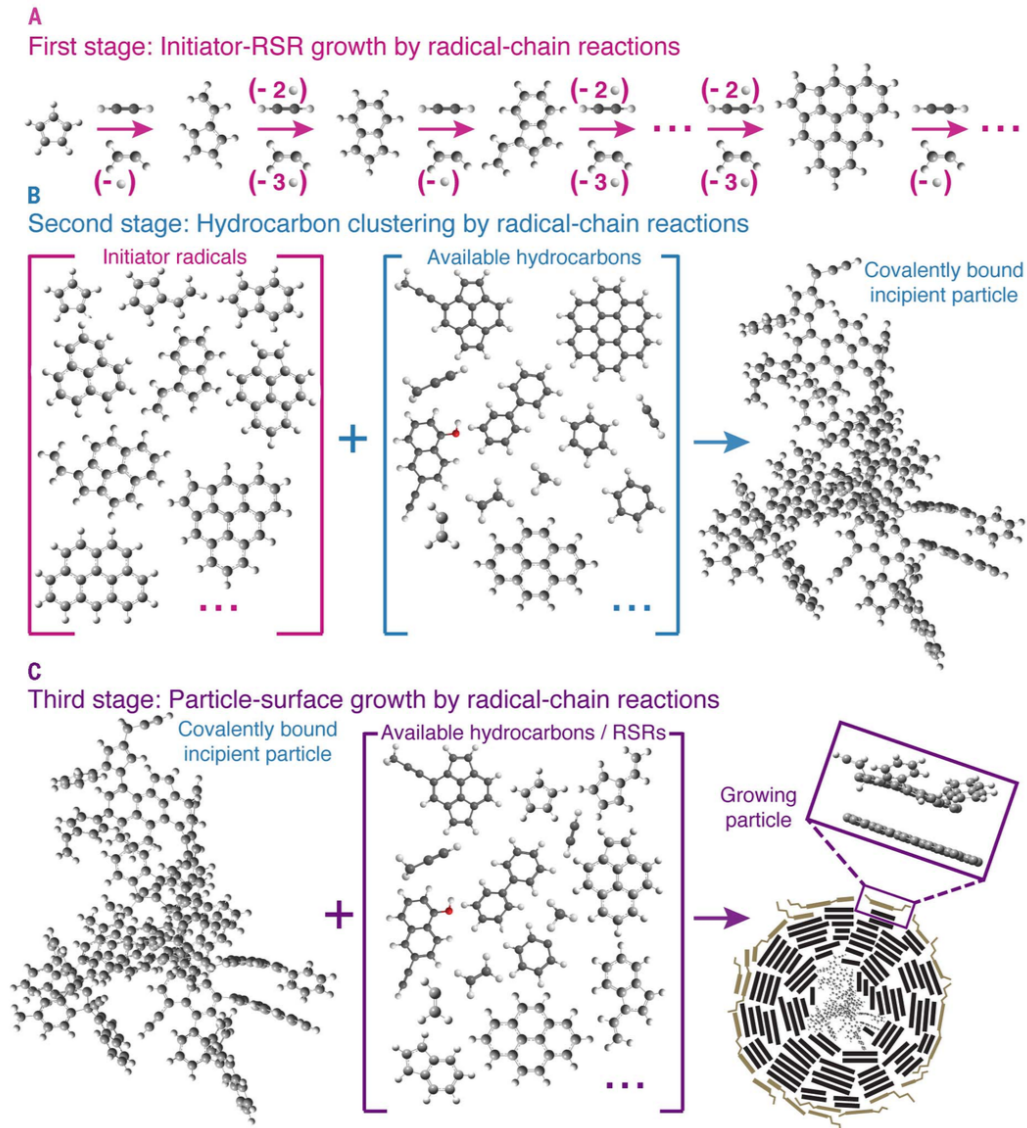 A
First stage: Initiator-RSR growth by radical-chain reactions
(- 2 ) (- 2 ) (- 2 )
... ...
(- ) (- 3 ) (- ) (- 3 ) (- 3 ) (- )
B
Second stage: Hydrocarbon clustering by radical-chain reactions
Initiator radicals
...
+
Available hydrocarbons
...
Covalently bound
incipient particle
C
Third stage: Particle-surface growth by radical-chain reactions
Covalently bound
incipient particle
+
Available hydrocarbons / RSRs
...
Growing
particle